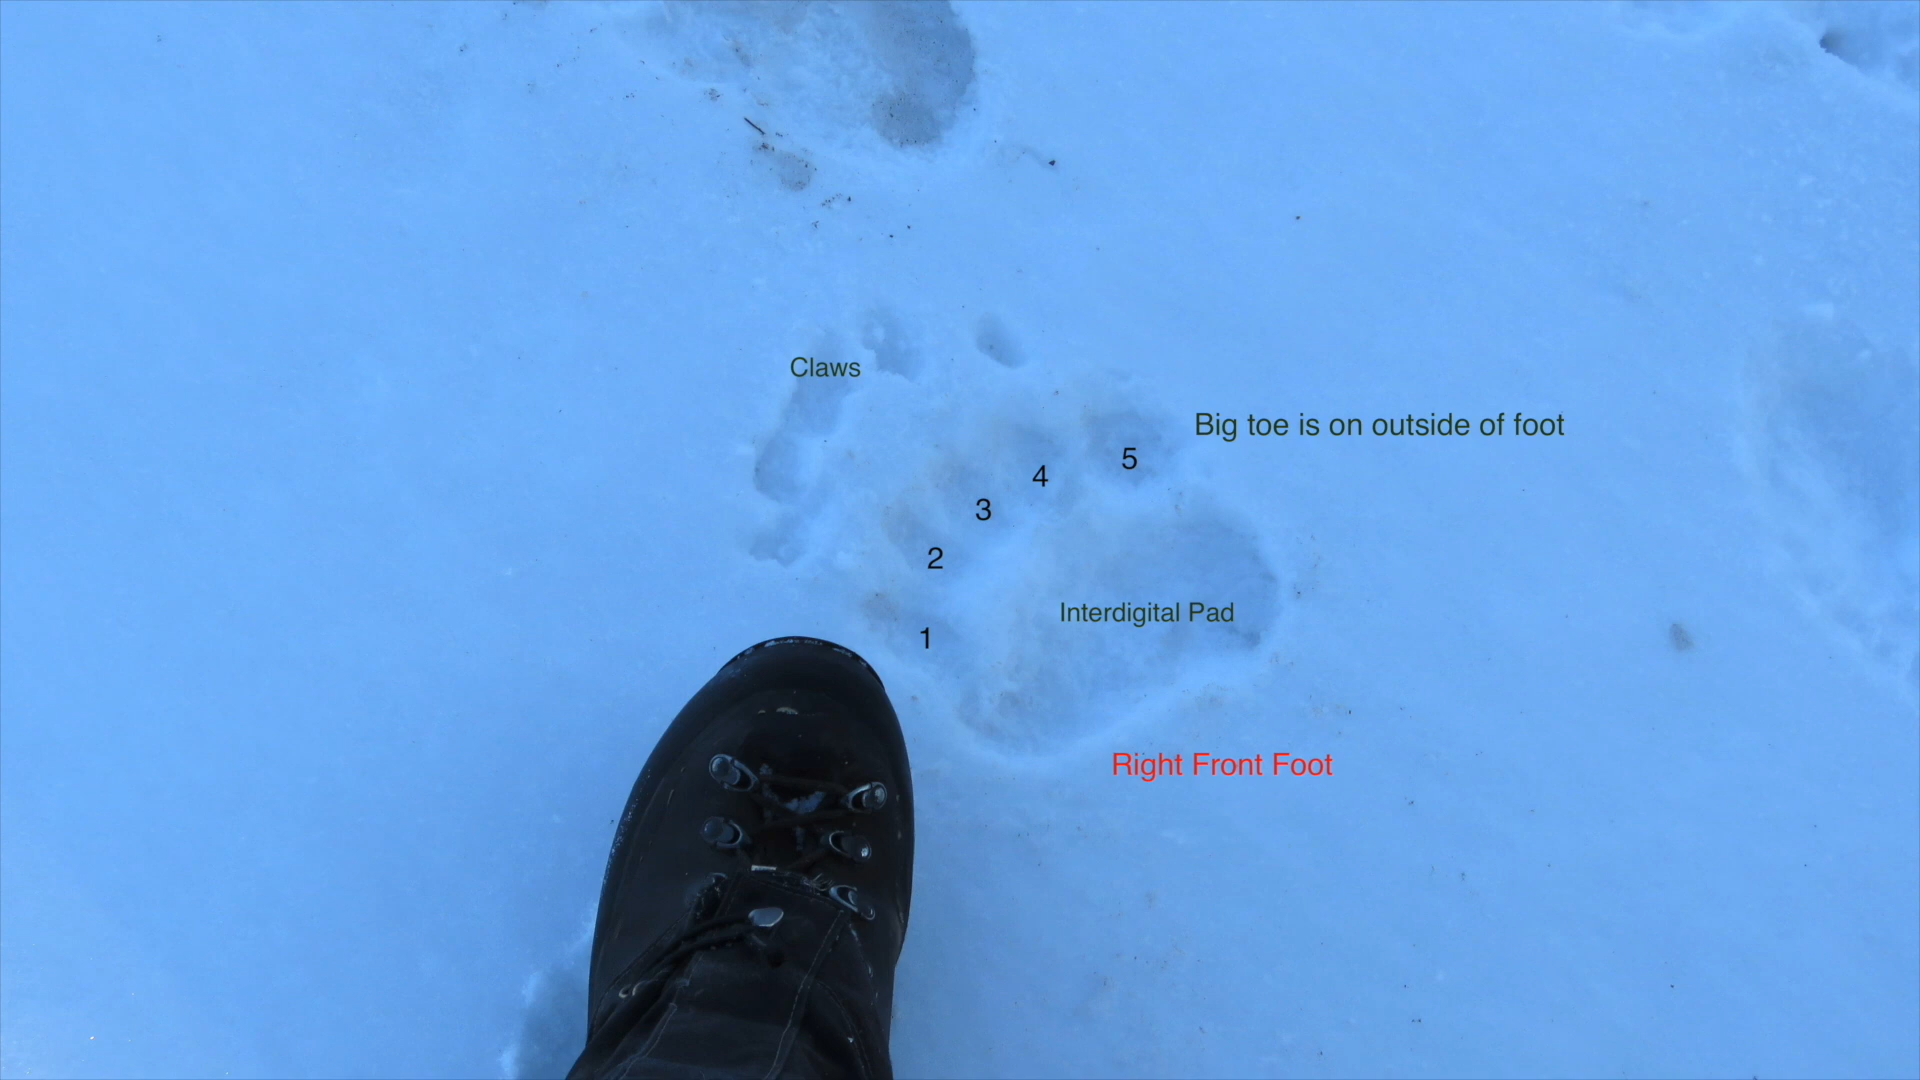 Claws
Big toe is on outside of foot
5
4
3
2
Interdigital Pad
1
Right Front Foot